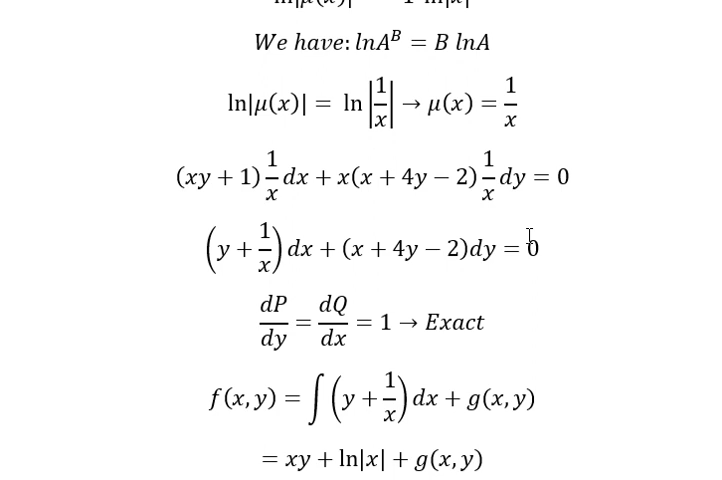 We have: lnA^B = B lnA
ln|μ(x)| = ln |1/x| → μ(x) = 1/x
(xy + 1) 1/x dx + x(x + 4y − 2) 1/x dy = 0
(y + 1/x) dx + (x + 4y − 2)dy = 0
dP/dy = dQ/dx = 1 → Exact
f(x, y) = ∫ (y + 1/x) dx + g(x, y)
= xy + ln|x| + g(x, y)